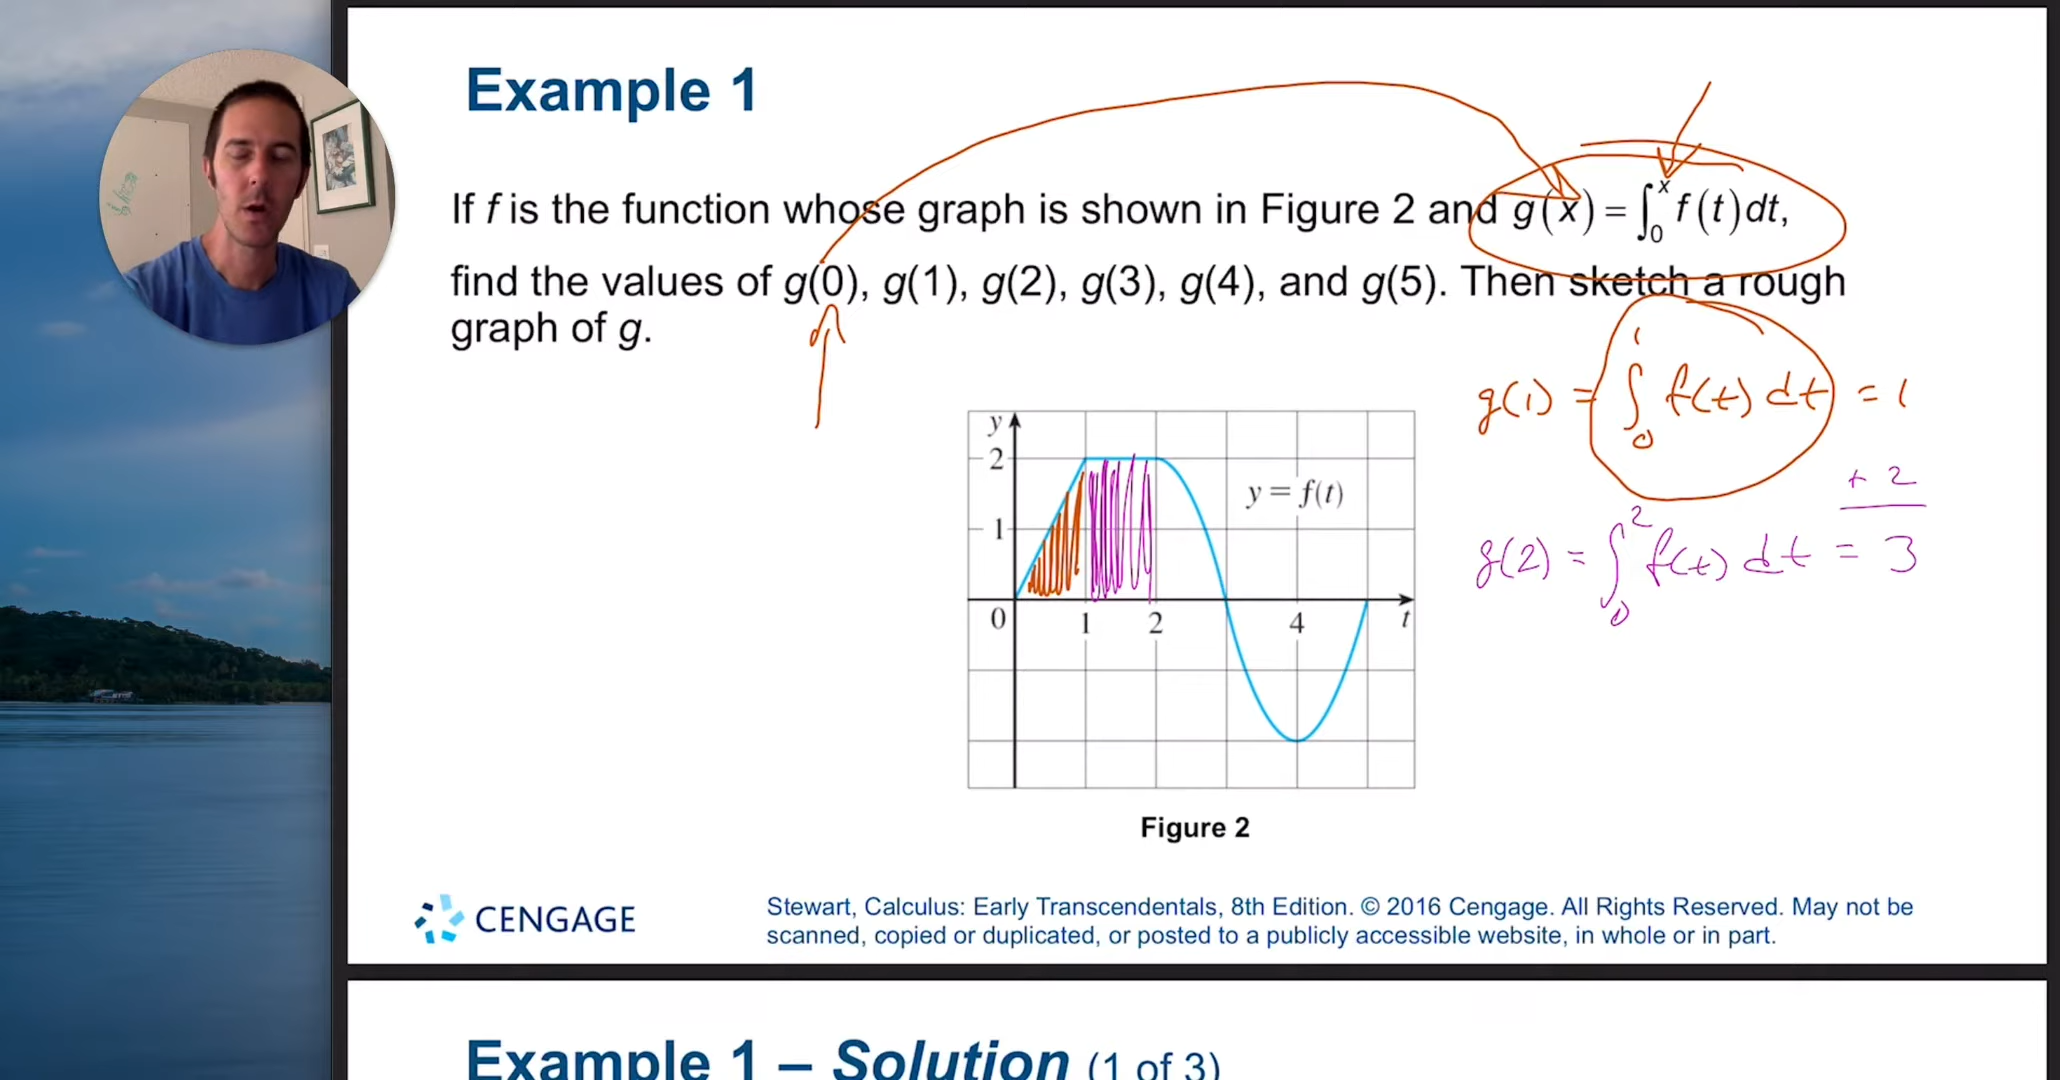 Example 1
If f is the function whose graph is shown in Figure 2 and g(x) = ∫₀ˣ f(t)dt,
find the values of g(0), g(1), g(2), g(3), g(4), and g(5). Then sketch a rough
graph of g.
g(1) = ∫₀¹ f(t) dt = 1
+ 2
g(2) = ∫₀² f(t) dt = 3
y
2
y = f(t)
1
0 1 2 4 t
Figure 2
CENGAGE
Stewart, Calculus: Early Transcendentals, 8th Edition. © 2016 Cengage. All Rights Reserved. May not be
scanned, copied or duplicated, or posted to a publicly accessible website, in whole or in part.
Example 1 – Solution (1 of 3)